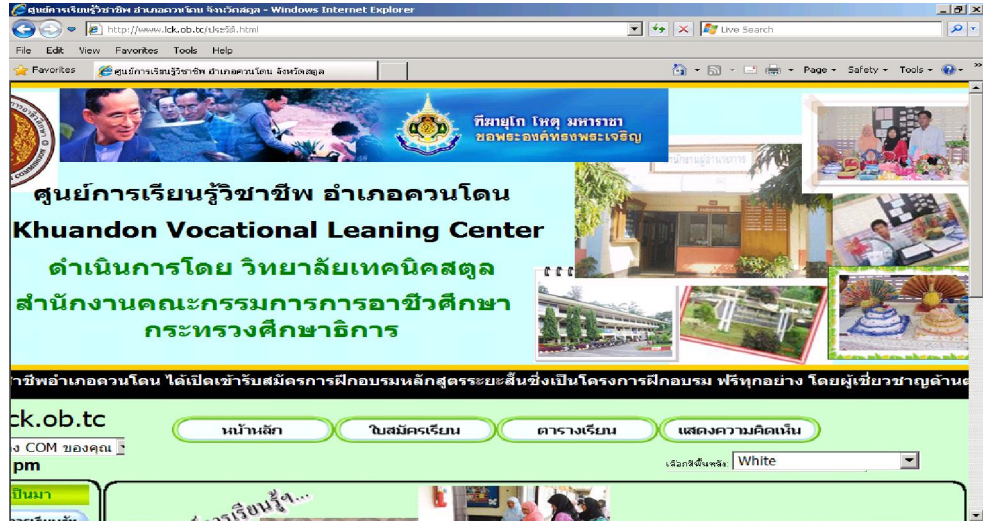 ศูนย์การเรียนรู้วิชาชีพ อำเภอควนโดน จังหวัดสตูล - Windows Internet Explorer
http://www.lck.ob.tc/ประวัติ.html
Live Search
File Edit View Favorites Tools Help
Favorites ศูนย์การเรียนรู้วิชาชีพ อำเภอควนโดน จังหวัดสตูล Page Safety Tools
ทีฆายุโก โหตุ มหาราชา
ขอพระองค์ทรงพระเจริญ
ศูนย์การเรียนรู้วิชาชีพ อำเภอควนโดน
Khuandon Vocational Leaning Center
ดำเนินการโดย วิทยาลัยเทคนิคสตูล
สำนักงานคณะกรรมการการอาชีวศึกษา
กระทรวงศึกษาธิการ
าชีพอำเภอควนโดน ได้เปิดเข้ารับสมัครการฝึกอบรมหลักสูตรระยะสั้นซึ่งเป็นโครงการฝึกอบรม ฟรีทุกอย่าง โดยผู้เชี่ยวชาญด้าน
ck.ob.tc
หน้าหลัก ใบสมัครเรียน ตารางเรียน แสดงความคิดเห็น
ง COM ของคุณ
pm
เลือกสีพื้นหลัง: White
ป็นมา
การเรียนรู้ฯ...